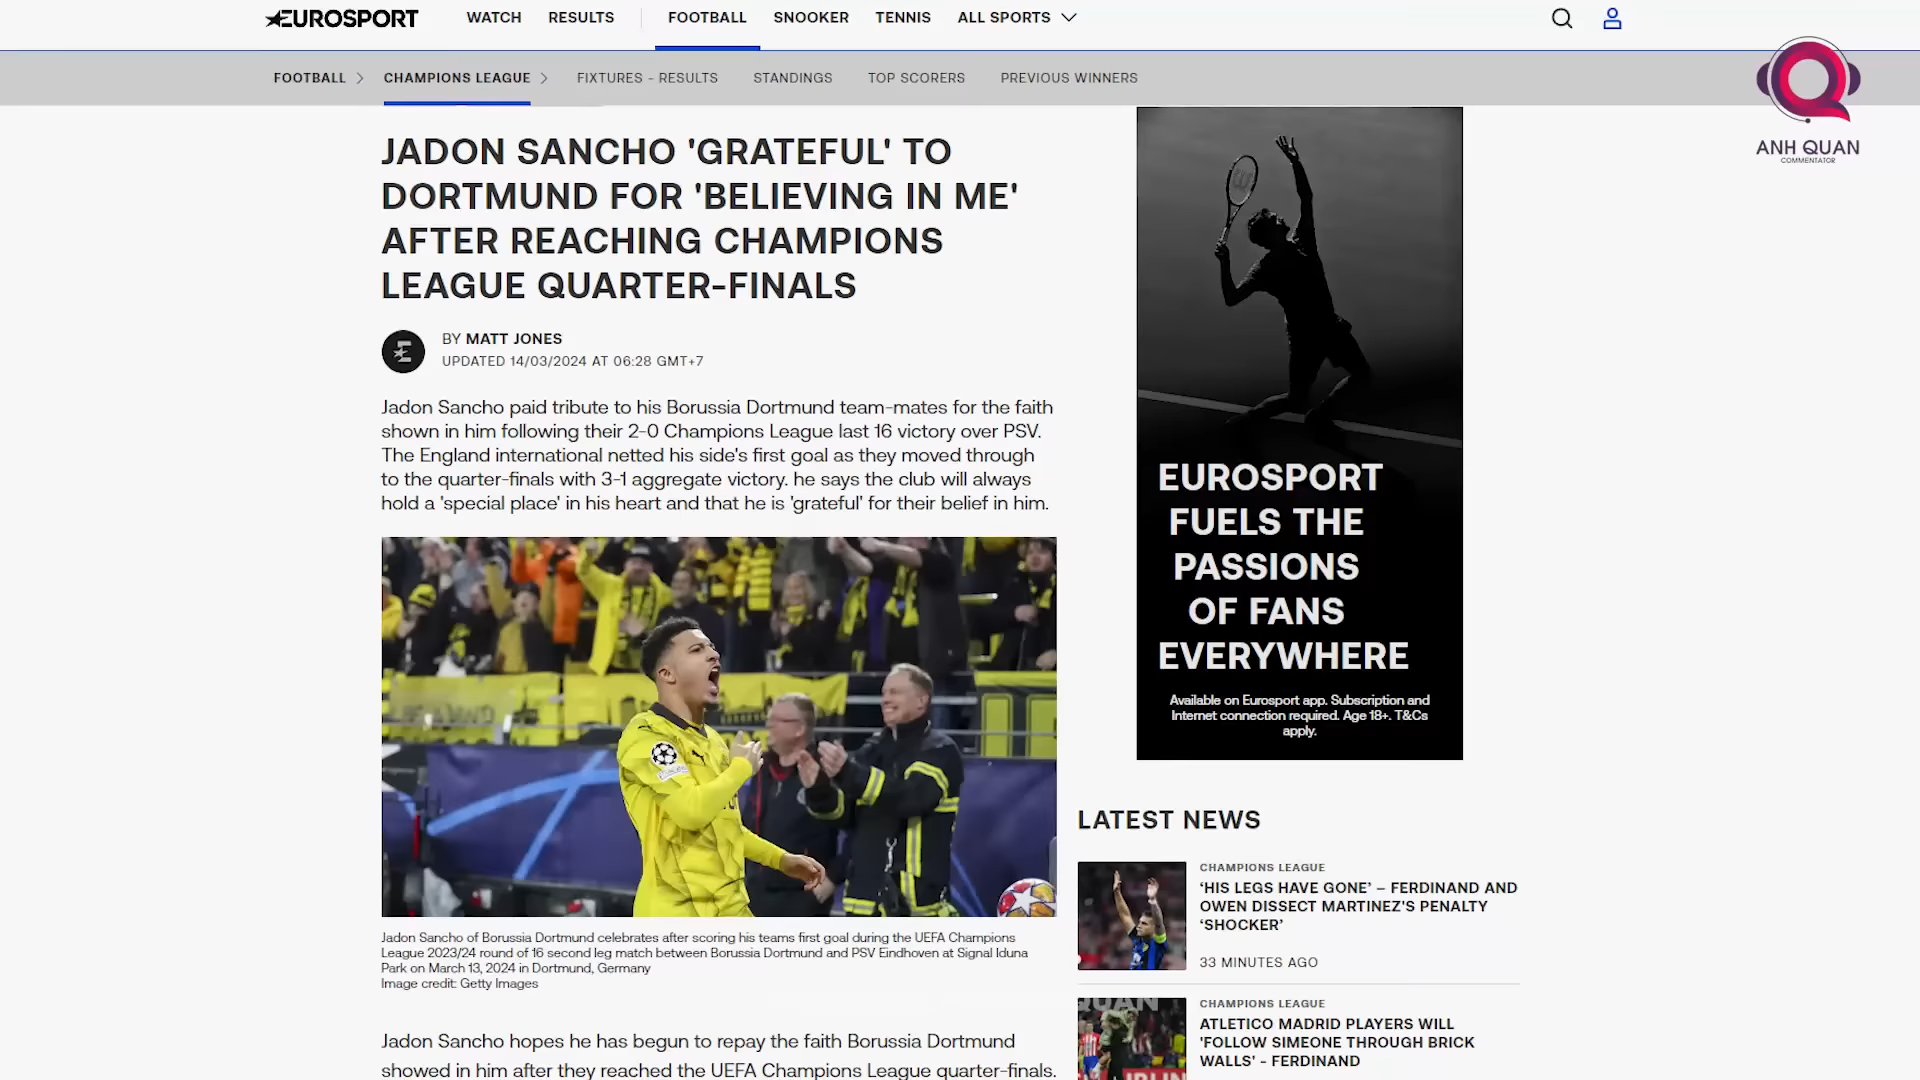 EUROSPORT
WATCH
RESULTS
FOOTBALL
SNOOKER
TENNIS
ALL SPORTS
FOOTBALL
CHAMPIONS LEAGUE
FIXTURES - RESULTS
STANDINGS
TOP SCORERS
PREVIOUS WINNERS
ANH QUAN
COMMENTATOR
JADON SANCHO 'GRATEFUL' TO
DORTMUND FOR 'BELIEVING IN ME'
AFTER REACHING CHAMPIONS
LEAGUE QUARTER-FINALS
BY MATT JONES
UPDATED 14/03/2024 AT 06:28 GMT+7
Jadon Sancho paid tribute to his Borussia Dortmund team-mates for the faith
shown in him following their 2-0 Champions League last 16 victory over PSV.
The England international netted his side's first goal as they moved through
to the quarter-finals with 3-1 aggregate victory. he says the club will always
hold a 'special place' in his heart and that he is 'grateful' for their belief in him.
Jadon Sancho of Borussia Dortmund celebrates after scoring his teams first goal during the UEFA Champions
League 2023/24 round of 16 second leg match between Borussia Dortmund and PSV Eindhoven at Signal Iduna
Park on March 13, 2024 in Dortmund, Germany
Image credit: Getty Images
Jadon Sancho hopes he has begun to repay the faith Borussia Dortmund
showed in him after they reached the UEFA Champions League quarter-finals.
EUROSPORT
FUELS THE
PASSIONS
OF FANS
EVERYWHERE
Available on Eurosport app. Subscription and
Internet connection required. Age 18+. T&Cs
apply.
LATEST NEWS
CHAMPIONS LEAGUE
‘HIS LEGS HAVE GONE’ – FERDINAND AND
OWEN DISSECT MARTINEZ'S PENALTY
‘SHOCKER’
33 MINUTES AGO
CHAMPIONS LEAGUE
ATLETICO MADRID PLAYERS WILL
'FOLLOW SIMEONE THROUGH BRICK
WALLS' - FERDINAND